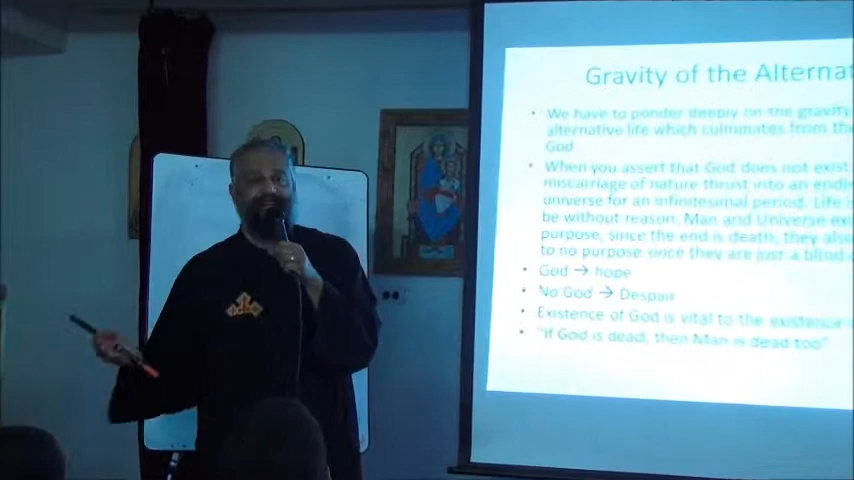 Gravity of The Alternat
We have to ponder deeply on the gravity
alternative life which culminates from
God
When you assert that God does not exist
miscarriage of nature thrust into an endle
universe for an infinitesimal period. Life is
be without reason, Man and Universe ex
purpose, since the end is death, they also
to no purpose since they are just a blind
God → hope
No God → Despair
Existence of God is vital to the existence
"If God is dead, then Man is dead too"